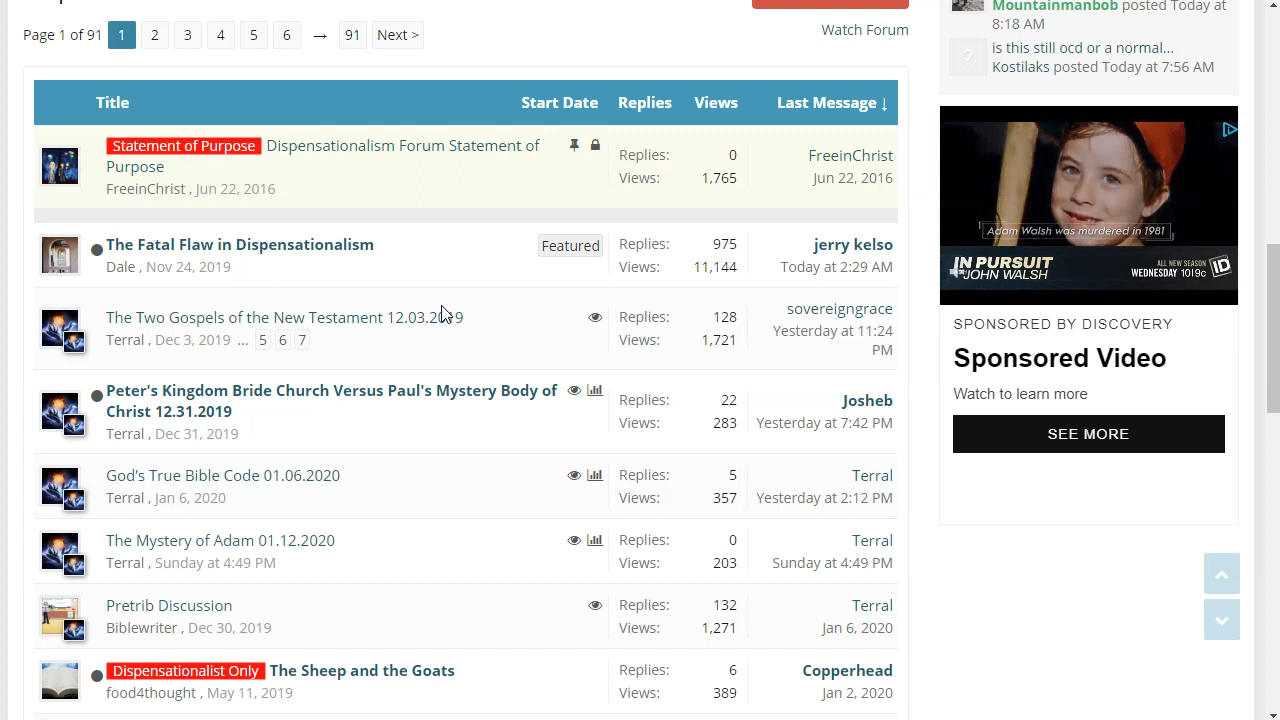 Mountainmanbob posted Today at
8:18 AM
Page 1 of 91 1 2 3 4 5 6 → 91 Next >
Watch Forum
is this still ocd or a normal...
Kostilaks posted Today at 7:56 AM
?
Title Start Date Replies Views Last Message ↓
Statement of Purpose Dispensationalism Forum Statement of
Purpose
FreeinChrist , Jun 22, 2016
Replies: 0
Views: 1,765
FreeinChrist
Jun 22, 2016
The Fatal Flaw in Dispensationalism
Dale , Nov 24, 2019
Featured
Replies: 975
Views: 11,144
jerry kelso
Today at 2:29 AM
The Two Gospels of the New Testament 12.03.2019
Terral , Dec 3, 2019 ... 5 6 7
Replies: 128
Views: 1,721
sovereigngrace
Yesterday at 11:24
PM
Peter's Kingdom Bride Church Versus Paul's Mystery Body of
Christ 12.31.2019
Terral , Dec 31, 2019
Replies: 22
Views: 283
Josheb
Yesterday at 7:42 PM
God's True Bible Code 01.06.2020
Terral , Jan 6, 2020
Replies: 5
Views: 357
Terral
Yesterday at 2:12 PM
The Mystery of Adam 01.12.2020
Terral , Sunday at 4:49 PM
Replies: 0
Views: 203
Terral
Sunday at 4:49 PM
Pretrib Discussion
Biblewriter , Dec 30, 2019
Replies: 132
Views: 1,271
Terral
Jan 6, 2020
Dispensationalist Only The Sheep and the Goats
food4thought , May 11, 2019
Replies: 6
Views: 389
Copperhead
Jan 2, 2020
Adam Walsh was murdered in 1981
IN PURSUIT
WITH JOHN WALSH
ALL NEW SEASON
WEDNESDAY 10|9c ID
SPONSORED BY DISCOVERY
Sponsored Video
Watch to learn more
SEE MORE